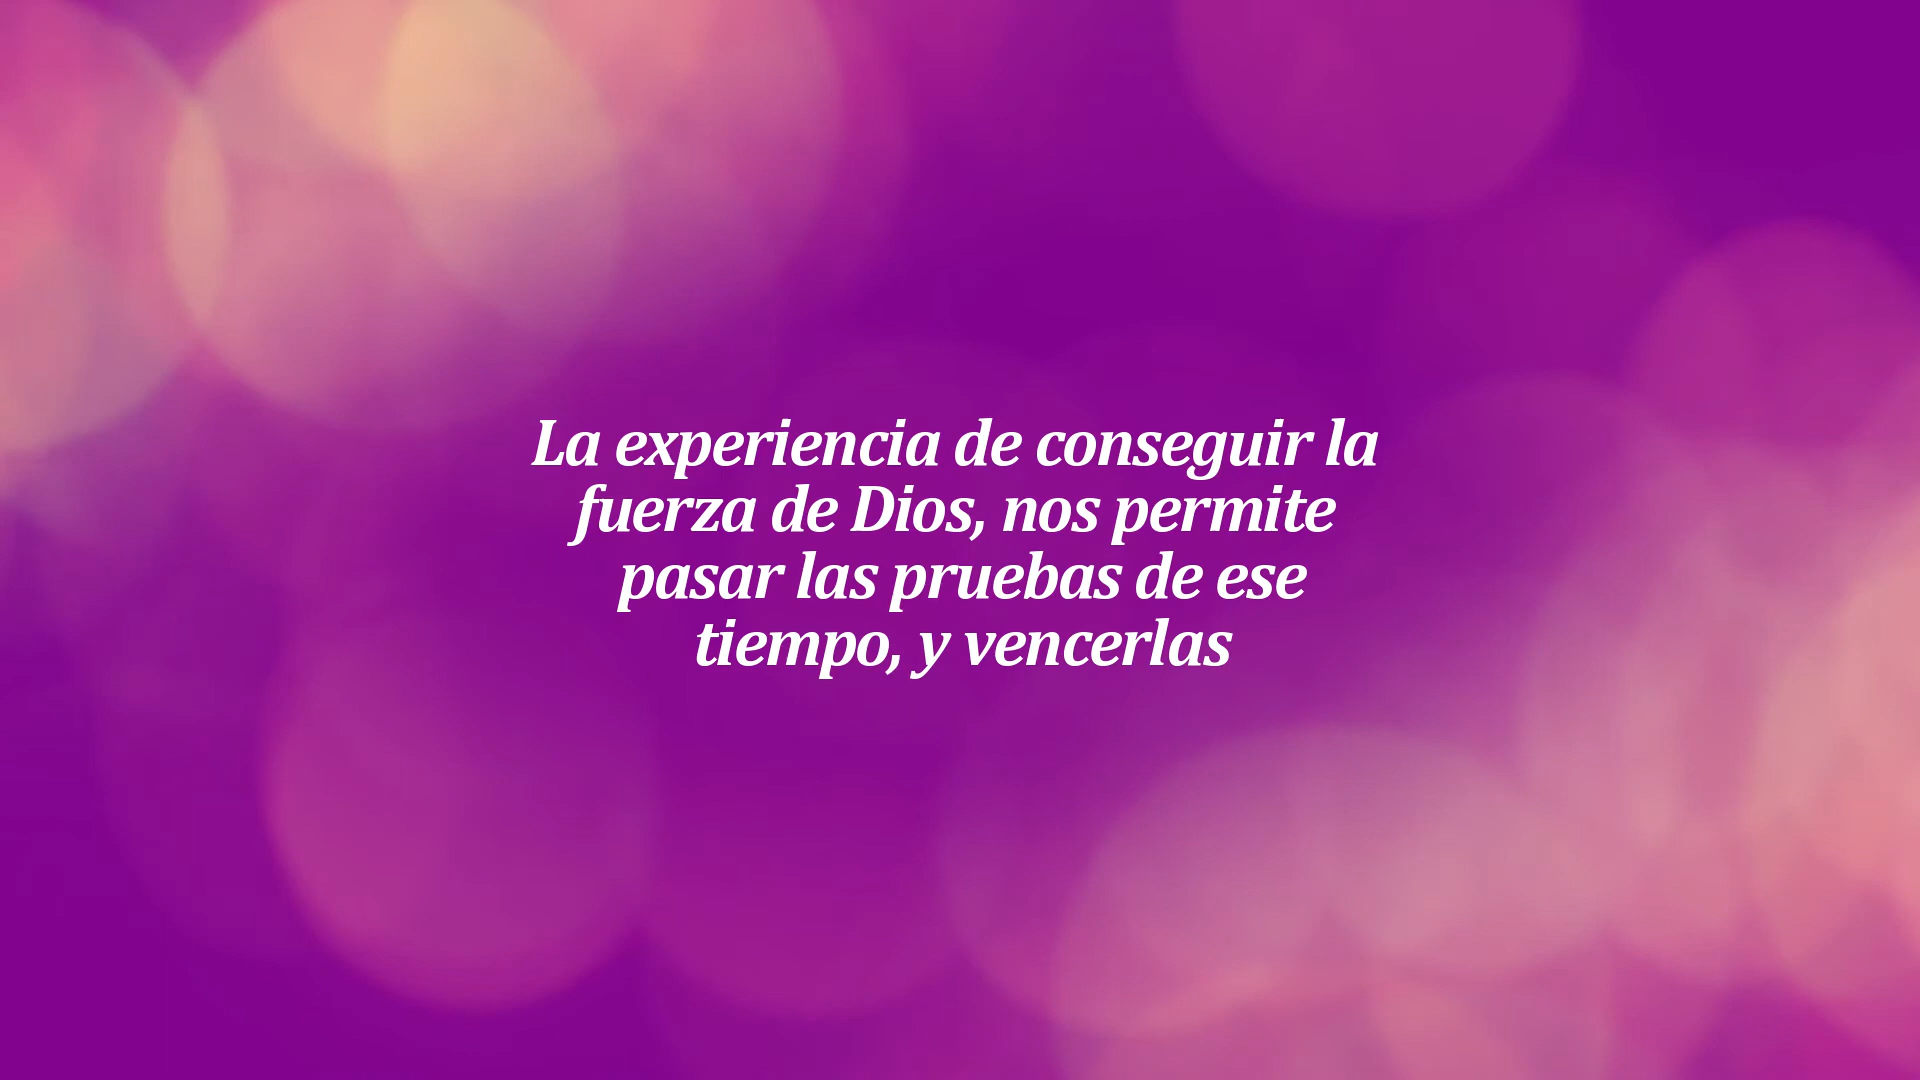 La experiencia de conseguir la
fuerza de Dios, nos permite
pasar las pruebas de ese
tiempo, y vencerlas